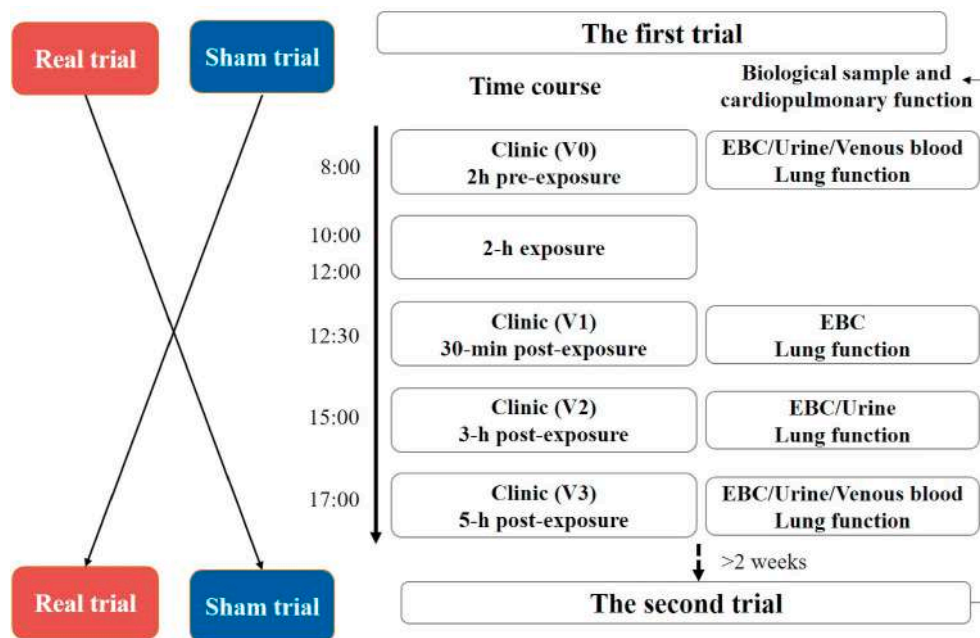 Real trial
Sham trial
The first trial
Time course
Biological sample and
cardiopulmonary function
8:00
Clinic (V0)
2h pre-exposure
EBC/Urine/Venous blood
Lung function
10:00
12:00
2-h exposure
12:30
Clinic (V1)
30-min post-exposure
EBC
Lung function
15:00
Clinic (V2)
3-h post-exposure
EBC/Urine
Lung function
17:00
Clinic (V3)
5-h post-exposure
EBC/Urine/Venous blood
Lung function
>2 weeks
Real trial
Sham trial
The second trial